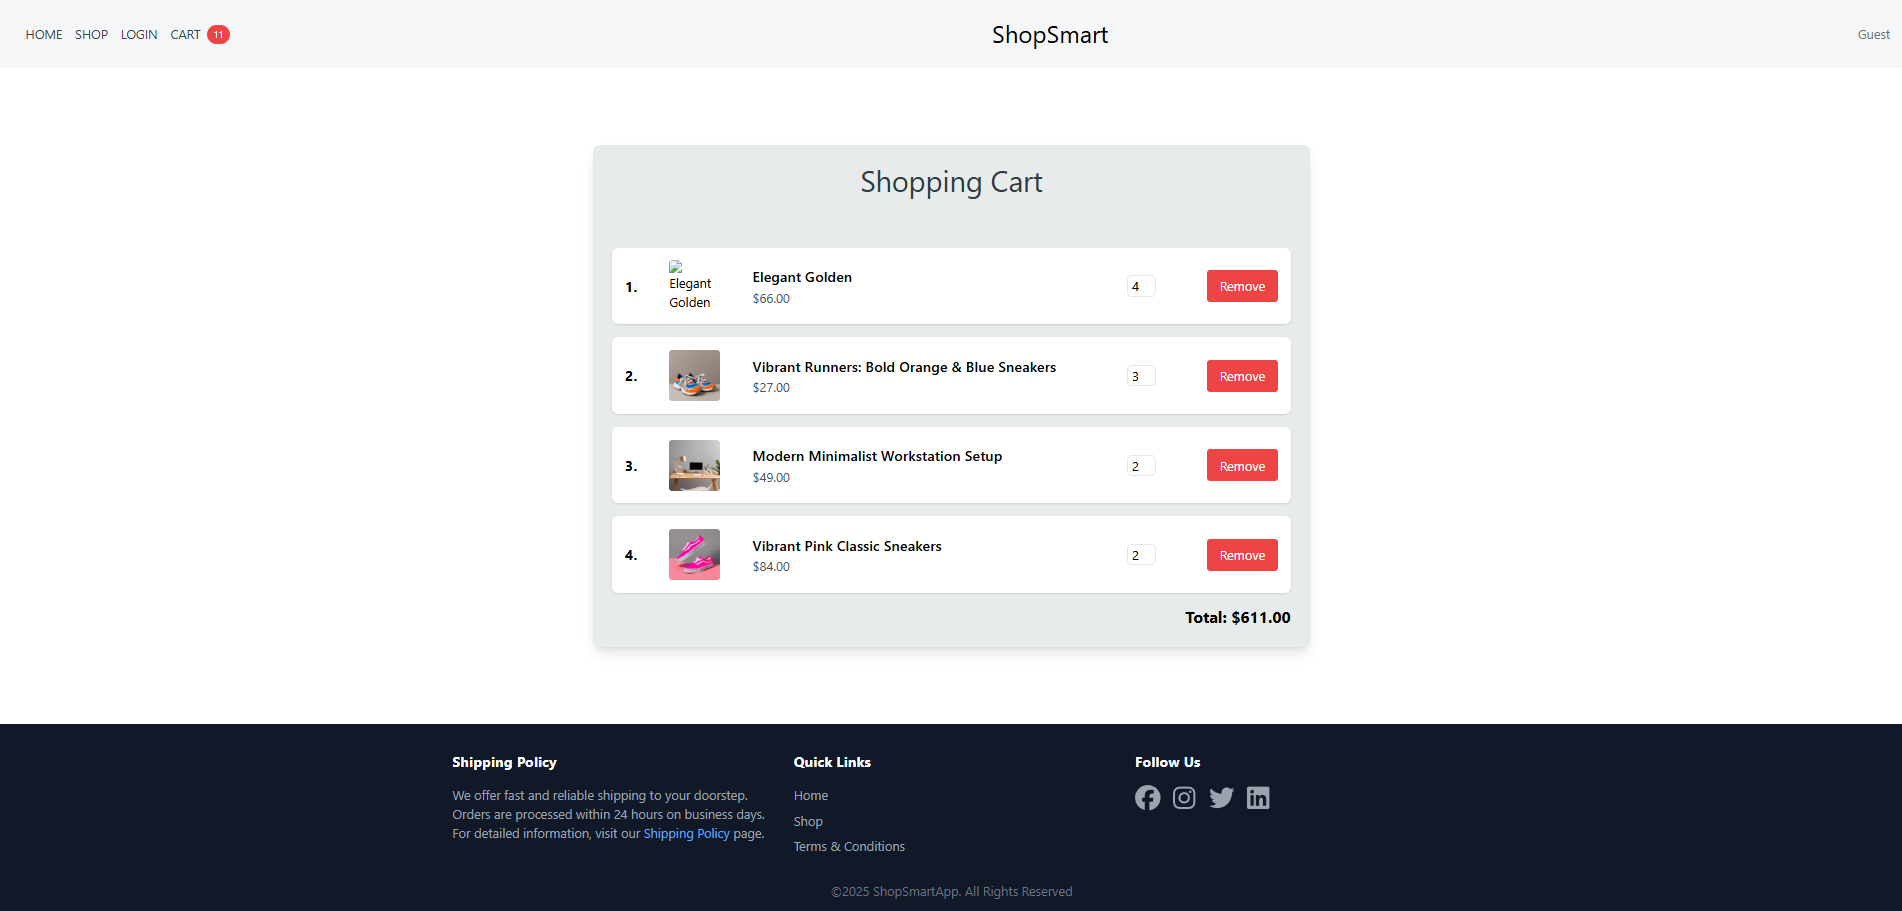 HOME SHOP LOGIN CART 11 ShopSmart Guest
Shopping Cart
1. Elegant Golden Elegant Golden $66.00 4 Remove
2. Vibrant Runners: Bold Orange & Blue Sneakers $27.00 3 Remove
3. Modern Minimalist Workstation Setup $49.00 2 Remove
4. Vibrant Pink Classic Sneakers $84.00 2 Remove
Total: $611.00
Shipping Policy
We offer fast and reliable shipping to your doorstep.
Orders are processed within 24 hours on business days.
For detailed information, visit our Shipping Policy page.
Quick Links
Home
Shop
Terms & Conditions
Follow Us
©2025 ShopSmartApp. All Rights Reserved